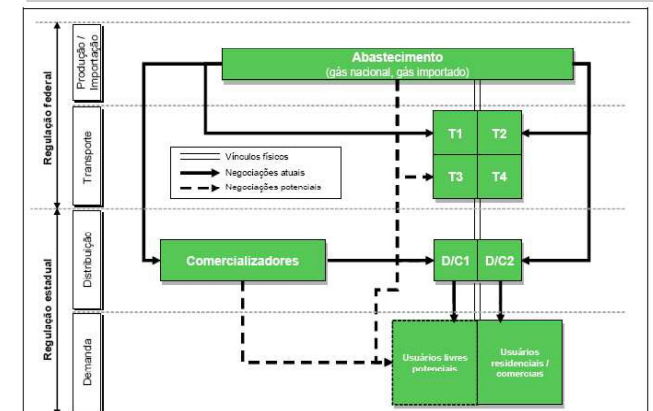 Regulação federal
Produção /
Importação
Abastecimento
(gás nacional, gás importado)
Transporte
T1
T2
T3
T4
Vínculos físicos
Negociações atuais
Negociações potenciais
Regulação estadual
Distribuição
Comercializadores
D/C1
D/C2
Demanda
Usuários livres
potenciais
Usuários
residenciais /
comerciais